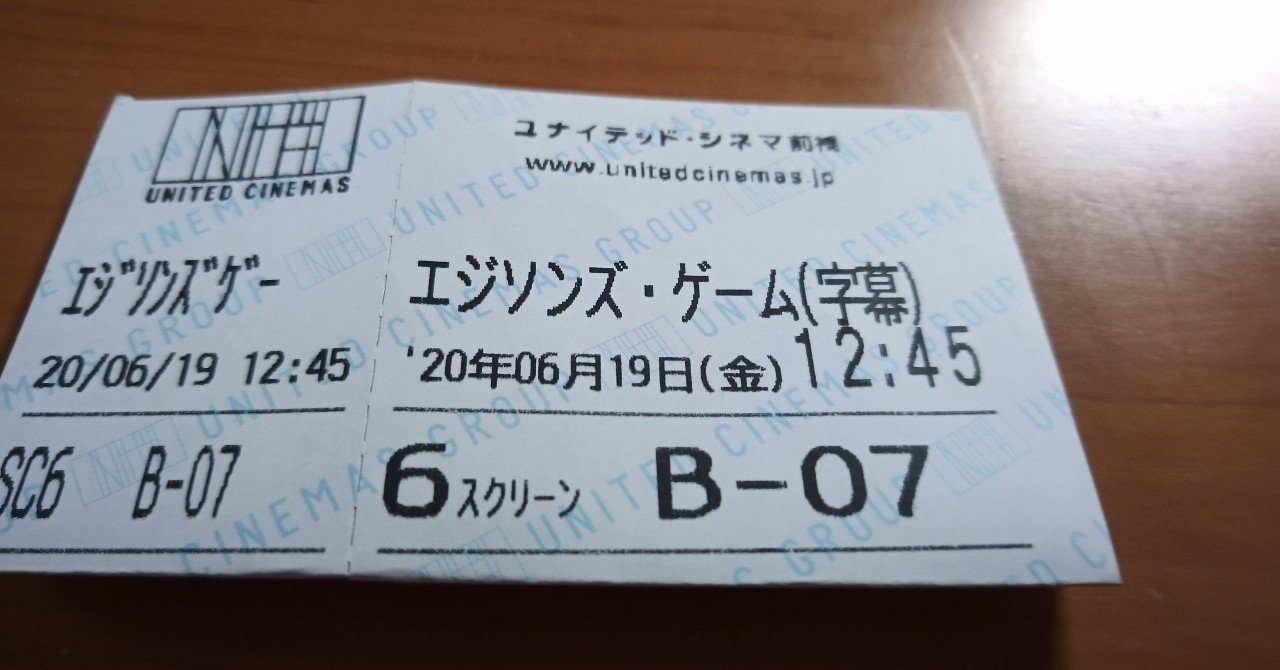 UNITED CINEMAS
エジソンズゲー
20/06/19 12:45
SC6 B-07
ユナイテッド・シネマ前橋
www.unitedcinemas.jp
エジソンズ・ゲーム(字幕)
'20年06月19日(金) 12:45
6スクリーン B-07
UNITED CINEMAS GROUP